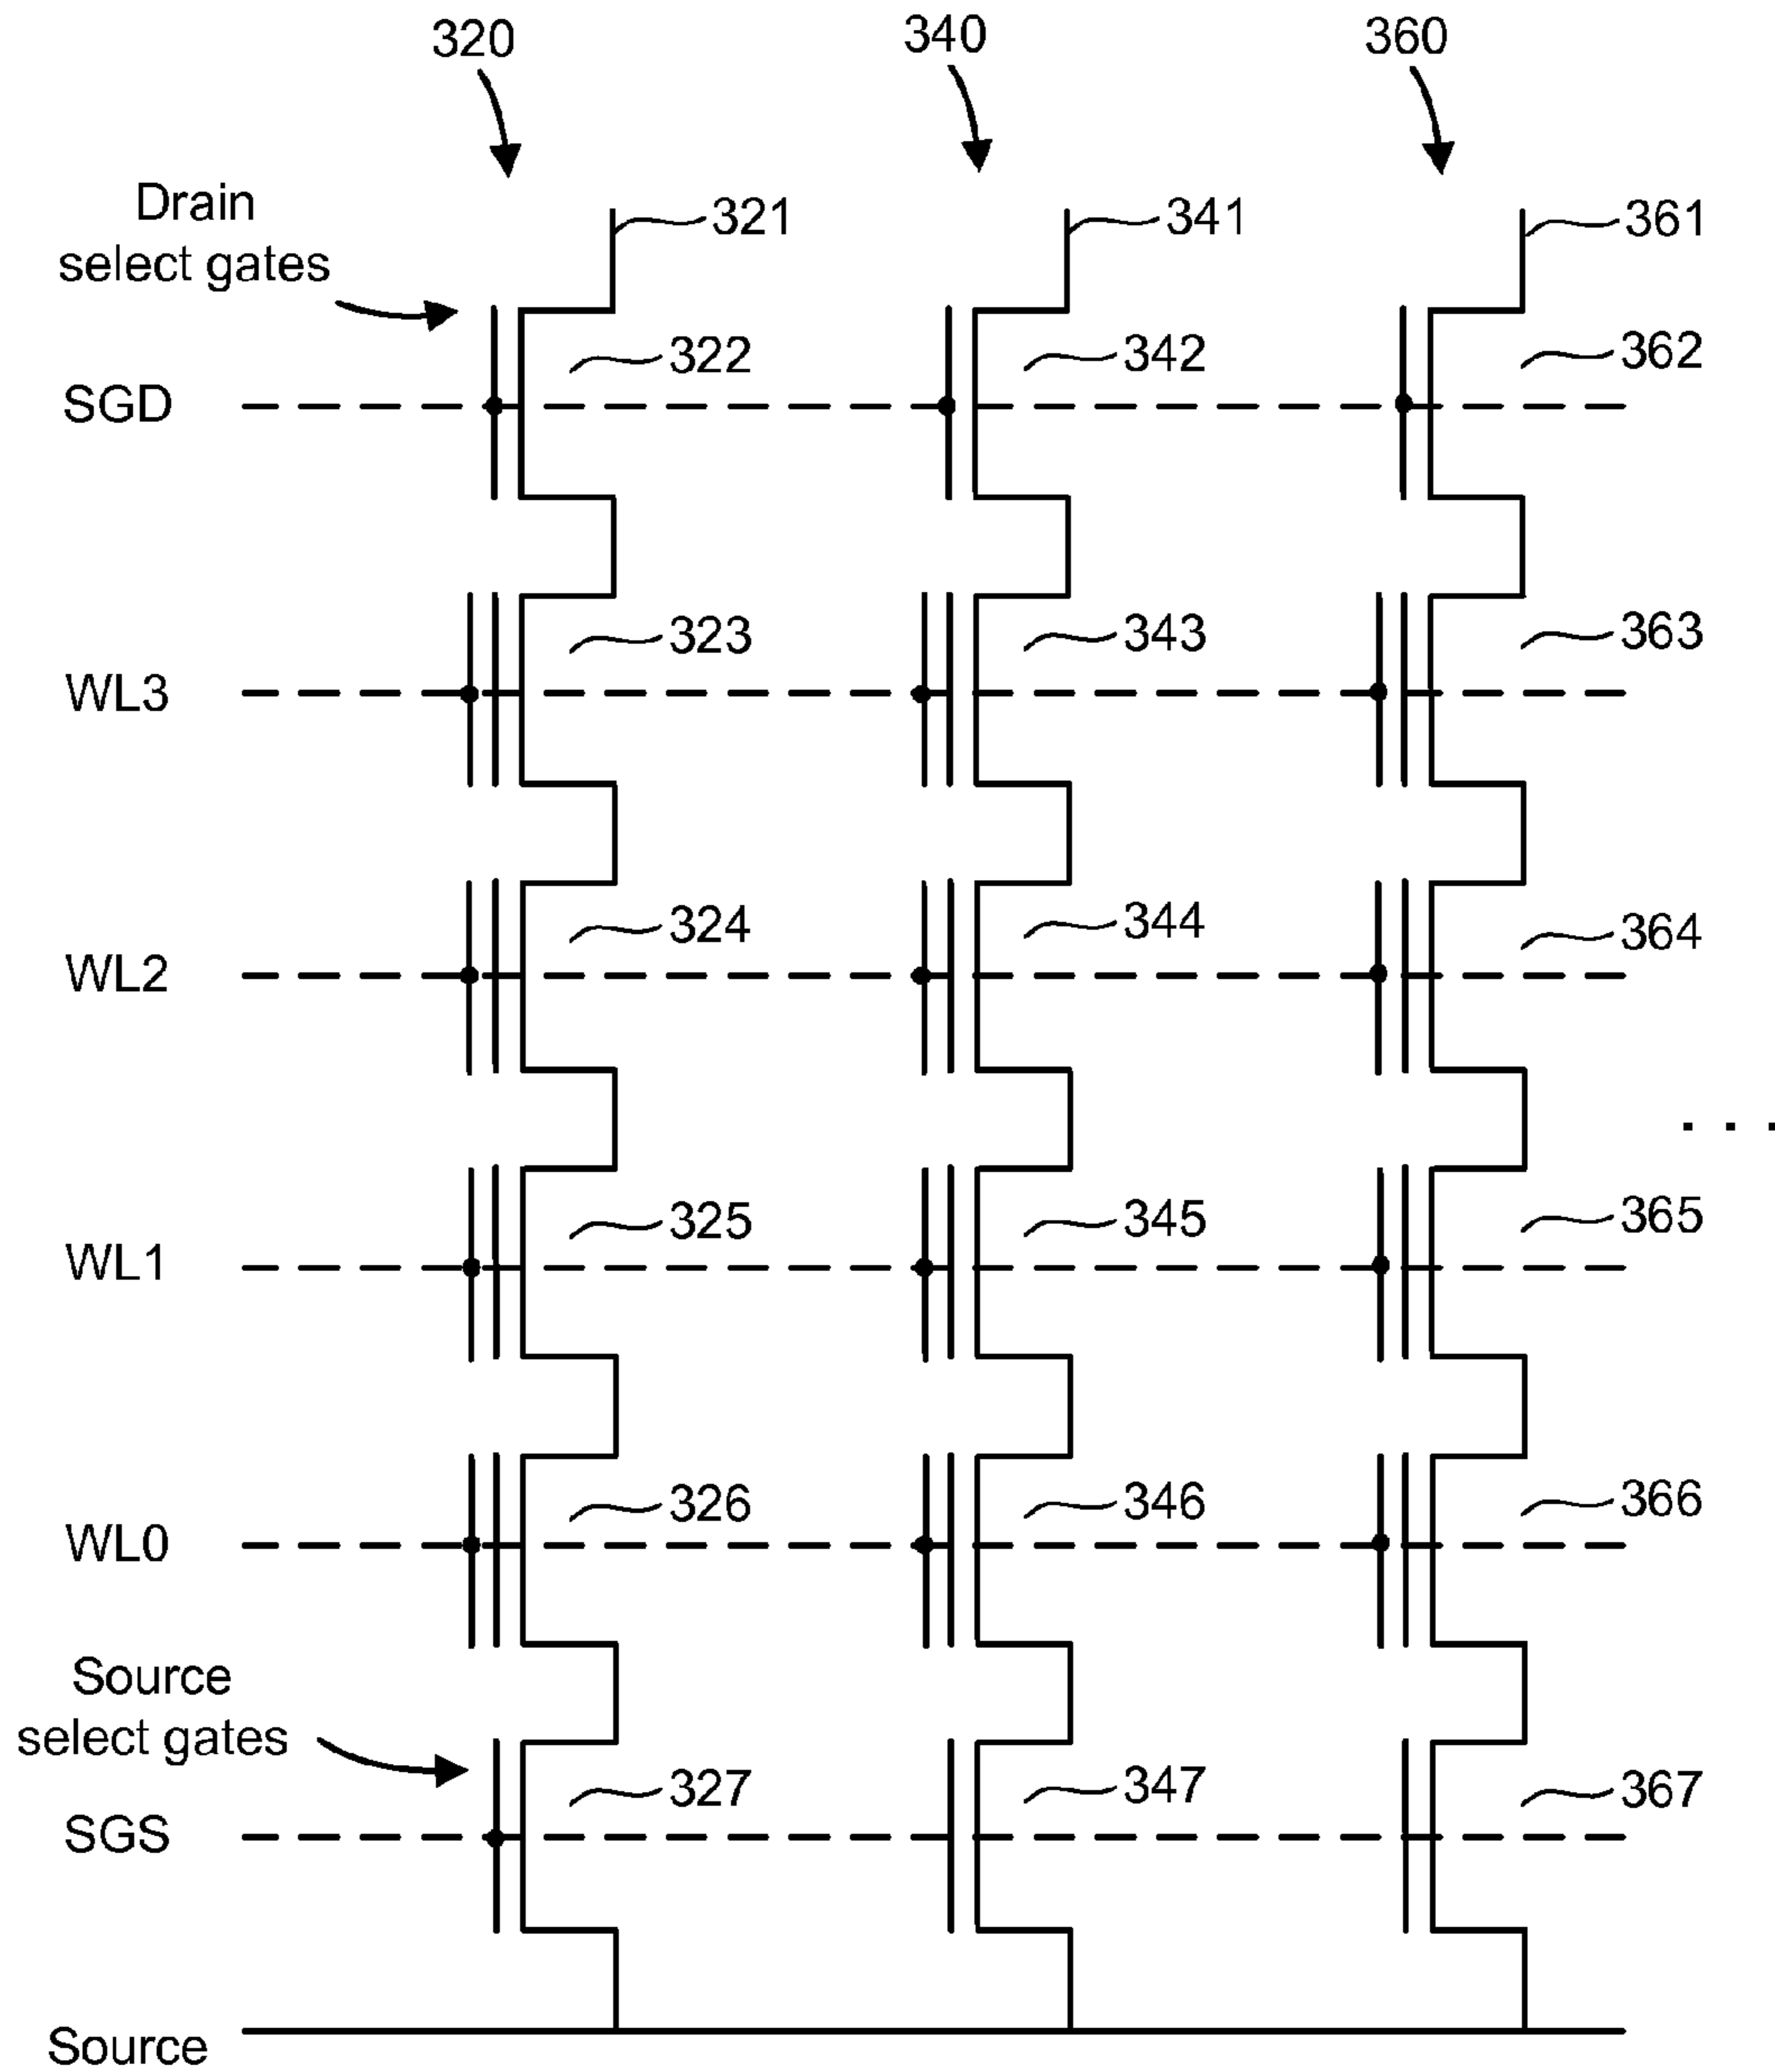 320 340 360
Drain
select gates
321 341 361
322 342 362
SGD
323 343 363
WL3
324 344 364
WL2
. . .
325 345 365
WL1
326 346 366
WL0
Source
select gates
327 347 367
SGS
Source